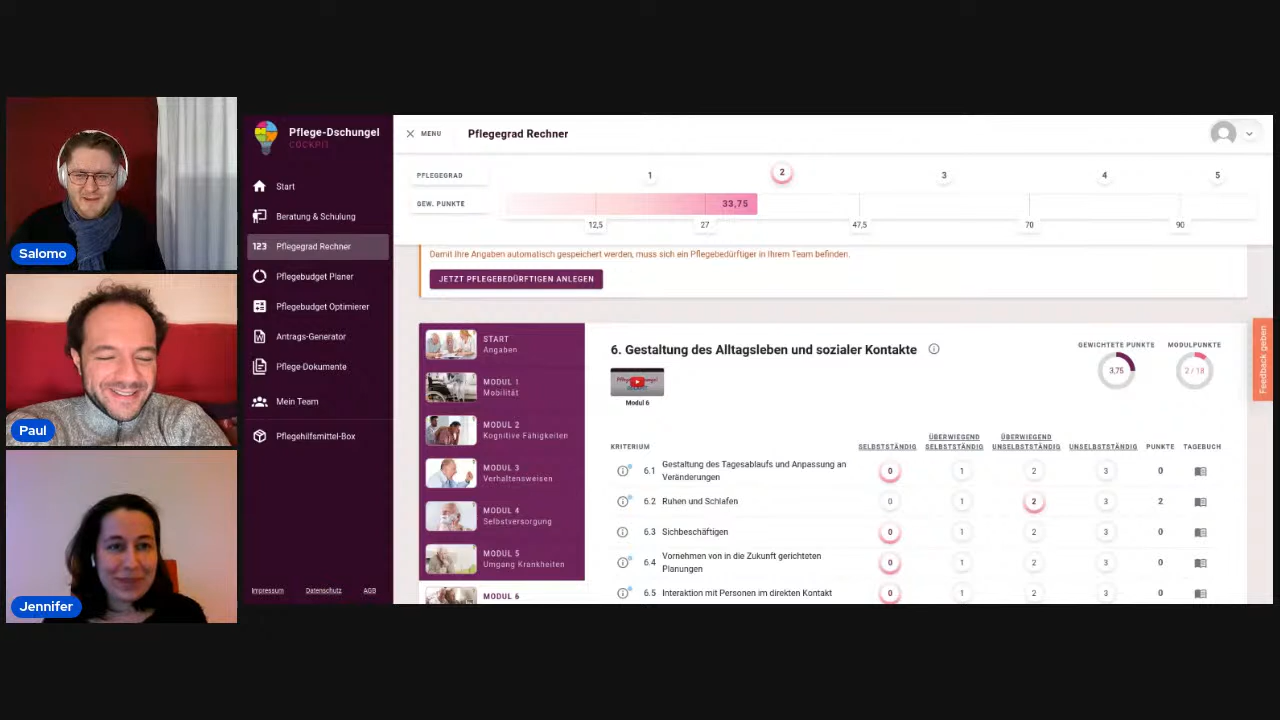 Salomo
Paul
Jennifer
Pflege-Dschungel
COCKPIT
Start
Beratung & Schulung
123 Pflegegrad Rechner
Pflegebudget Planer
Pflegebudget Optimierer
Antrags-Generator
Pflege-Dokumente
Mein Team
Pflegehilfsmittel-Box
Impressum Datenschutz AGB
MENU Pflegegrad Rechner
PFLEGEGRAD 1 2 3 4 5
GEW. PUNKTE 33,75
12,5 27 47,5 70 90
Damit Ihre Angaben automatisch gespeichert werden, muss sich ein Pflegebedürftiger in Ihrem Team befinden.
JETZT PFLEGEBEDÜRFTIGEN ANLEGEN
START
Angaben
MODUL 1
Mobilität
MODUL 2
Kognitive Fähigkeiten
MODUL 3
Verhaltensweisen
MODUL 4
Selbstversorgung
MODUL 5
Umgang Krankheiten
MODUL 6
6. Gestaltung des Alltagsleben und sozialer Kontakte
Modul 6
GEWICHTETE PUNKTE MODULPUNKTE
3,75 2 / 18
KRITERIUM SELBSTSTÄNDIG ÜBERWIEGEND SELBSTSTÄNDIG ÜBERWIEGEND UNSELBSTSTÄNDIG UNSELBSTSTÄNDIG PUNKTE TAGEBUCH
6.1 Gestaltung des Tagesablaufs und Anpassung an Veränderungen 0 1 2 3 0
6.2 Ruhen und Schlafen 0 1 2 3 2
6.3 Sichbeschäftigen 0 1 2 3 0
6.4 Vornehmen von in die Zukunft gerichteten Planungen 0 1 2 3 0
6.5 Interaktion mit Personen im direkten Kontakt 0 1 2 3 0
Feedback geben